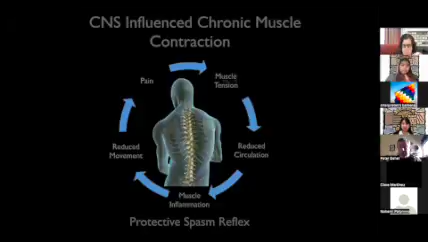 CNS Influenced Chronic Muscle
Contraction
Pain
Muscle
Tension
Reduced
Circulation
Muscle
Inflammation
Reduced
Movement
Protective Spasm Reflex